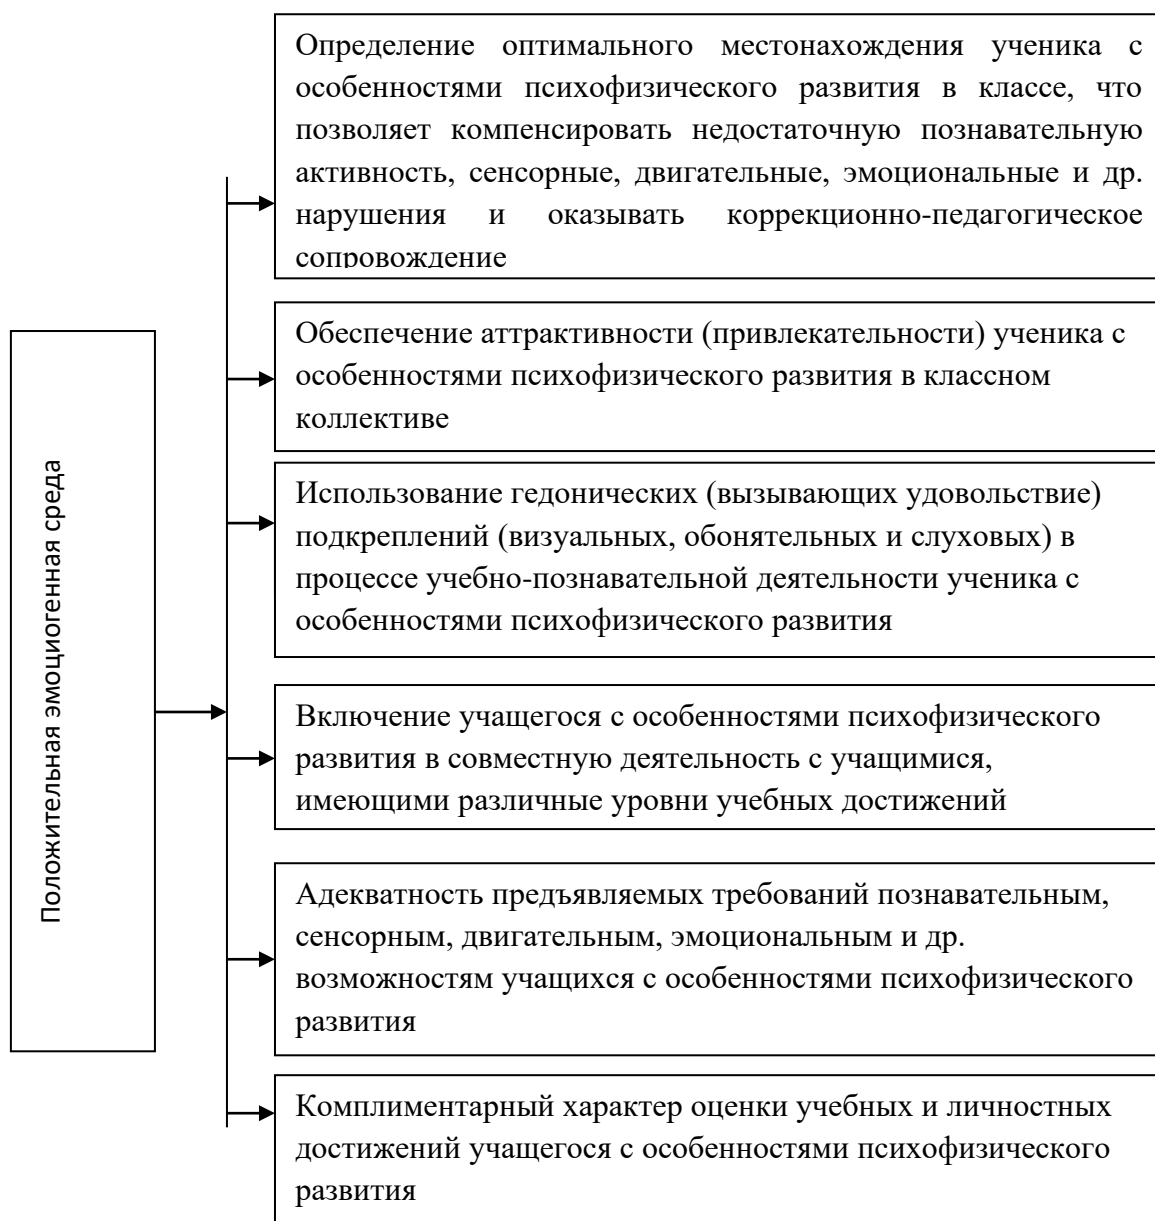 Определение оптимального местонахождения ученика с
особенностями психофизического развития в классе, что
позволяет компенсировать недостаточную познавательную
активность, сенсорные, двигательные, эмоциональные и др.
нарушения и оказывать коррекционно-педагогическое
сопровождение
Обеспечение аттрактивности (привлекательности) ученика с
особенностями психофизического развития в классном
коллективе
Положительная эмоциогенная среда
Использование гедонических (вызывающих удовольствие)
подкреплений (визуальных, обонятельных и слуховых) в
процессе учебно-познавательной деятельности ученика с
особенностями психофизического развития
Включение учащегося с особенностями психофизического
развития в совместную деятельность с учащимися,
имеющими различные уровни учебных достижений
Адекватность предъявляемых требований познавательным,
сенсорным, двигательным, эмоциональным и др.
возможностям учащихся с особенностями психофизического
развития
Комплиментарный характер оценки учебных и личностных
достижений учащегося с особенностями психофизического
развития